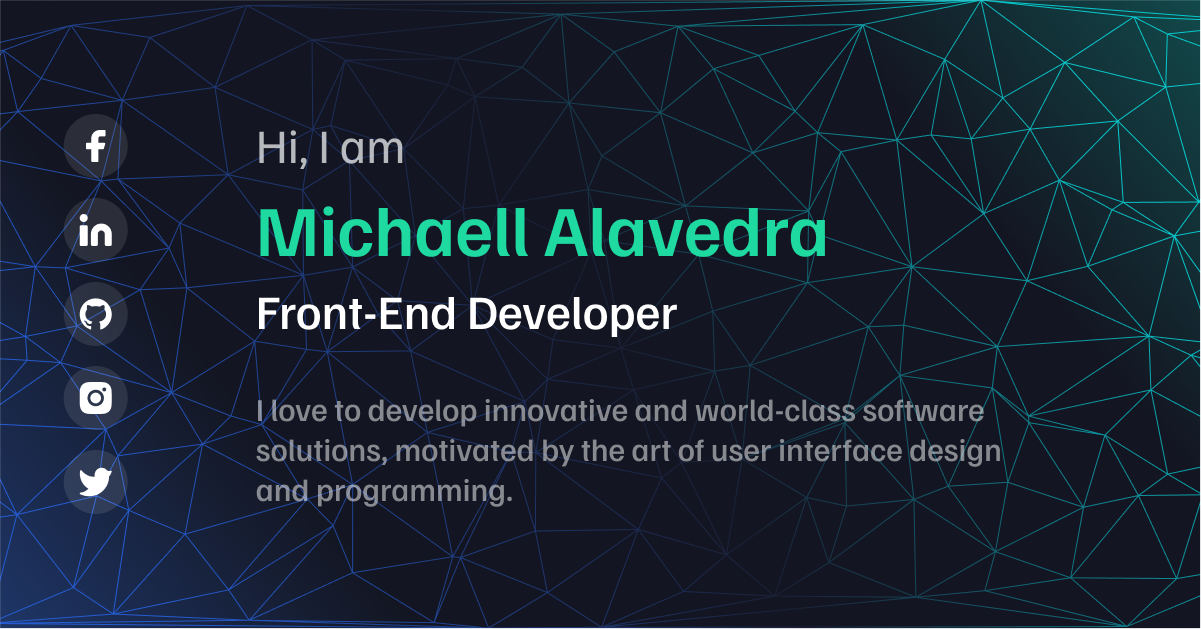 Hi, I am
Michaell Alavedra
Front-End Developer
I love to develop innovative and world-class software
solutions, motivated by the art of user interface design
and programming.